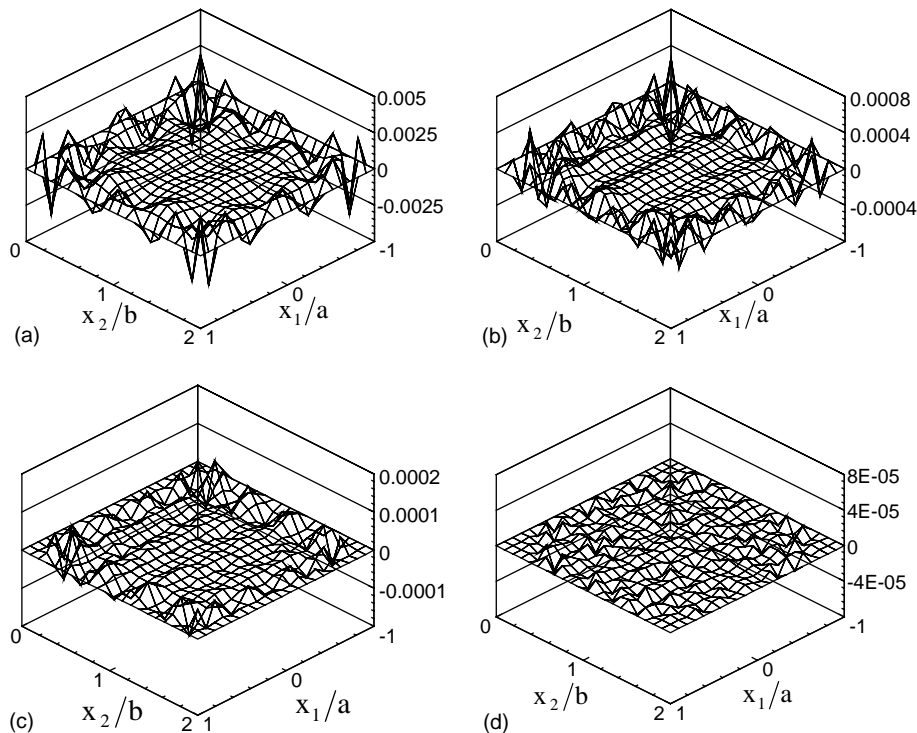 0.005
0.0025
0
-0.0025
-1
0
1
2
1
0
x2/b
x1/a
(a)
0.0008
0.0004
0
-0.0004
-1
0
1
2
1
0
x2/b
x1/a
(b)
0.0002
0.0001
0
-0.0001
-1
0
1
2
1
0
x2/b
x1/a
(c)
8E-05
4E-05
0
-4E-05
-1
0
1
2
1
0
x2/b
x1/a
(d)